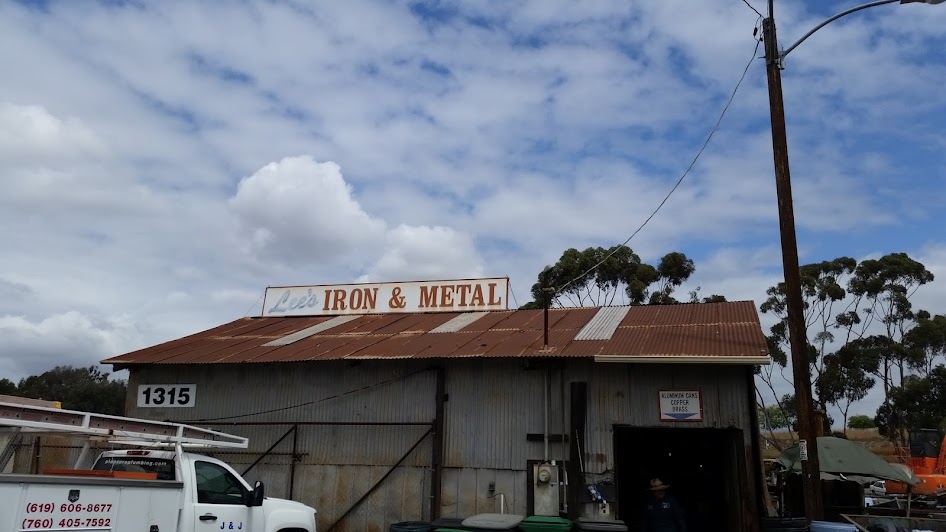 Lee's IRON & METAL
1315
ALUMINUM CANS
COPPER
BRASS
(619) 606-8677
(760) 405-7592
J & J